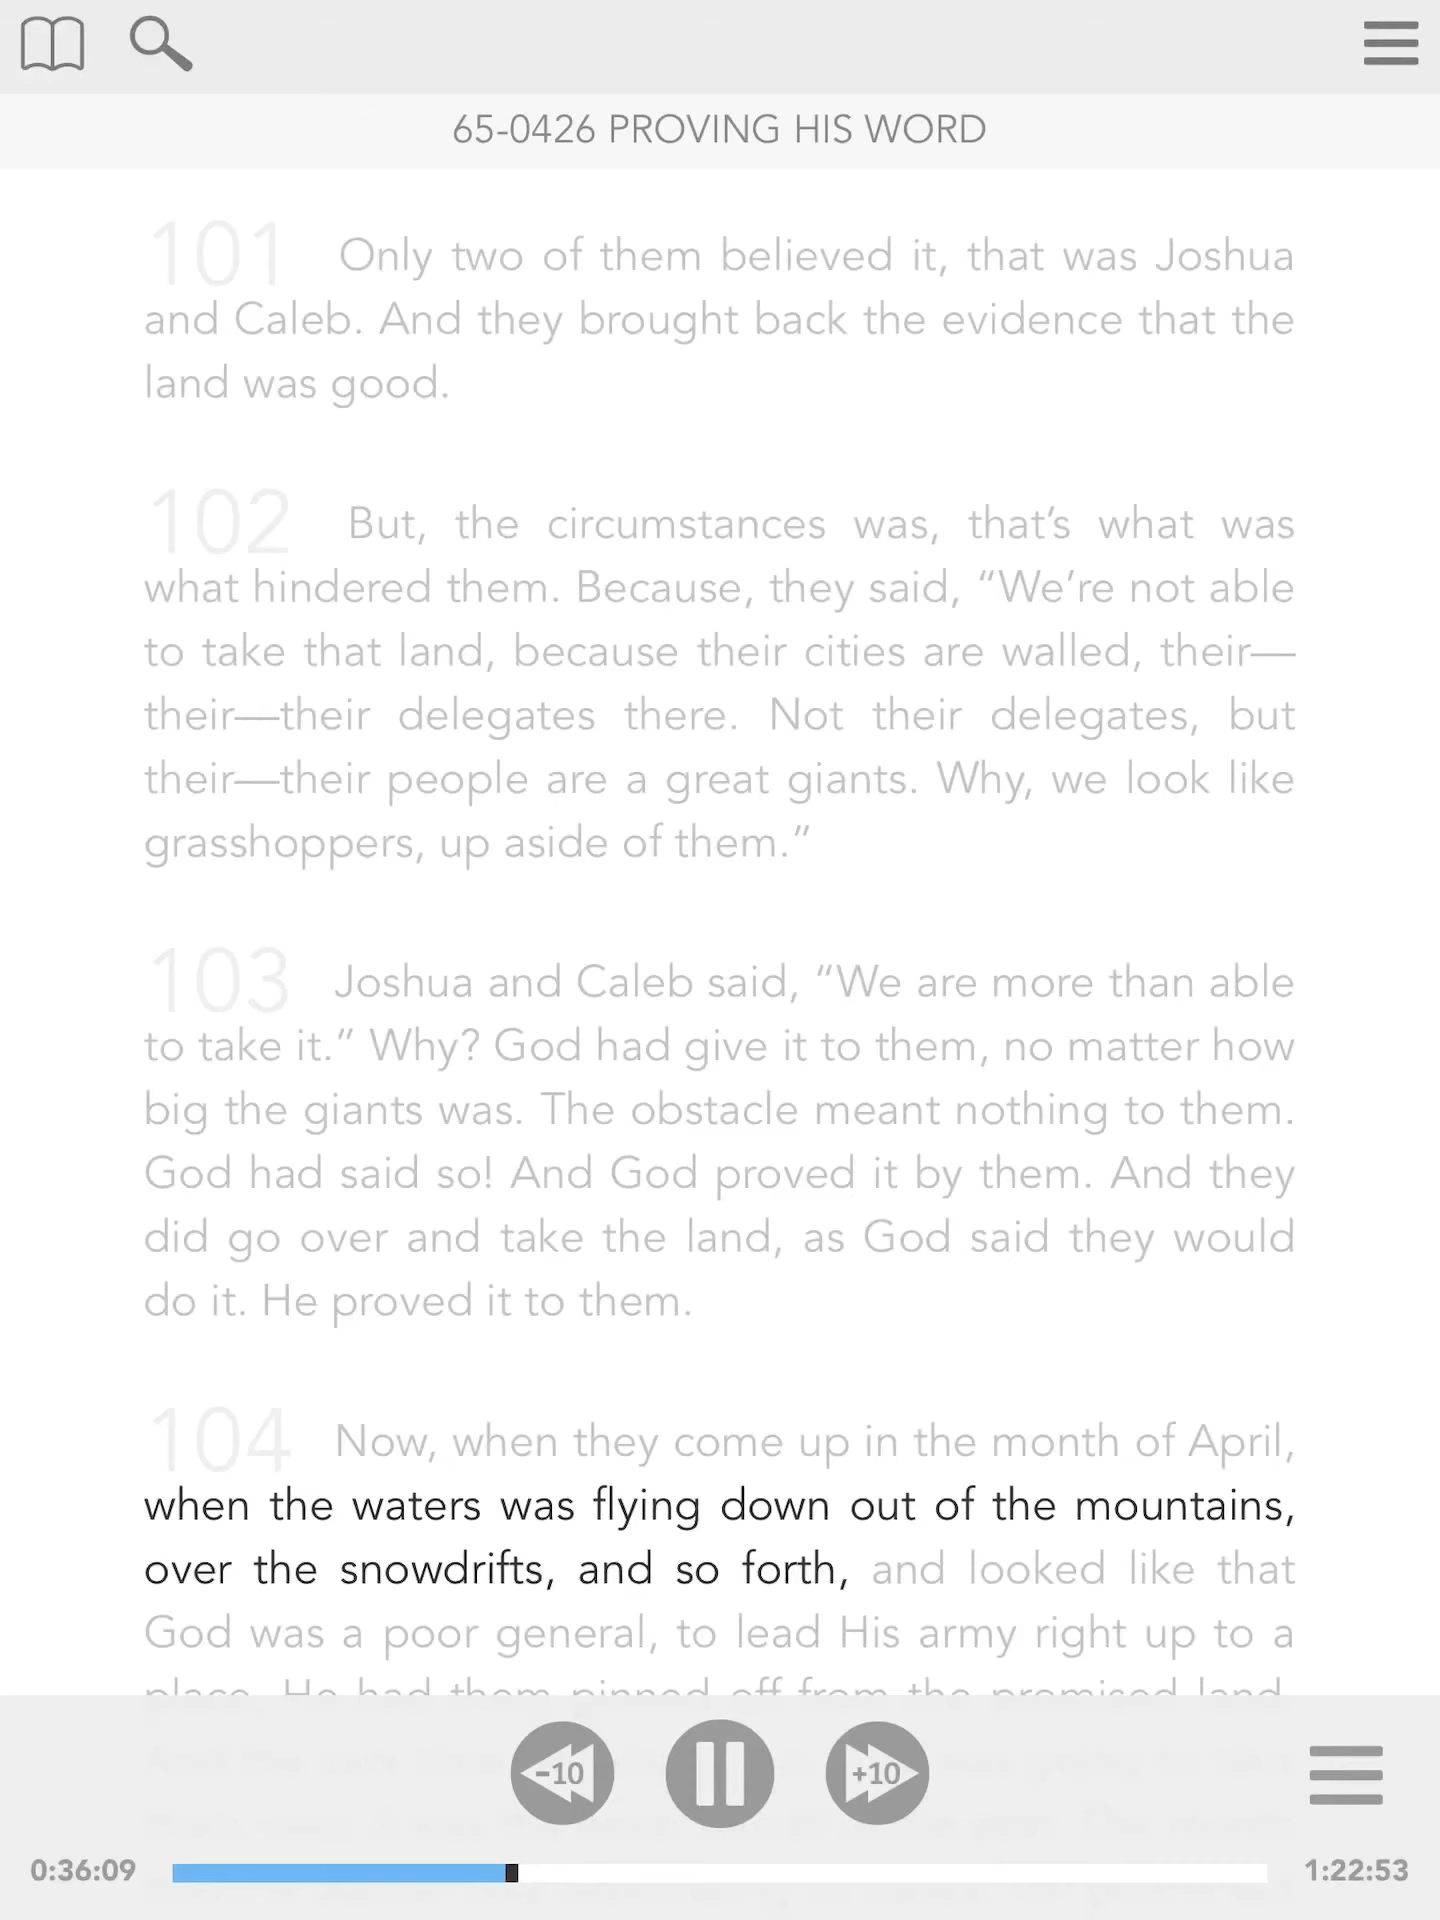 65-0426 PROVING HIS WORD
101 Only two of them believed it, that was Joshua
and Caleb. And they brought back the evidence that the
land was good.
102 But, the circumstances was, that’s what was
what hindered them. Because, they said, “We’re not able
to take that land, because their cities are walled, their—
their—their delegates there. Not their delegates, but
their—their people are a great giants. Why, we look like
grasshoppers, up aside of them.”
103 Joshua and Caleb said, “We are more than able
to take it.” Why? God had give it to them, no matter how
big the giants was. The obstacle meant nothing to them.
God had said so! And God proved it by them. And they
did go over and take the land, as God said they would
do it. He proved it to them.
104 Now, when they come up in the month of April,
when the waters was flying down out of the mountains,
over the snowdrifts, and so forth, and looked like that
God was a poor general, to lead His army right up to a
place. He had them pinned off from the promised land.
-10 +10
0:36:09 1:22:53